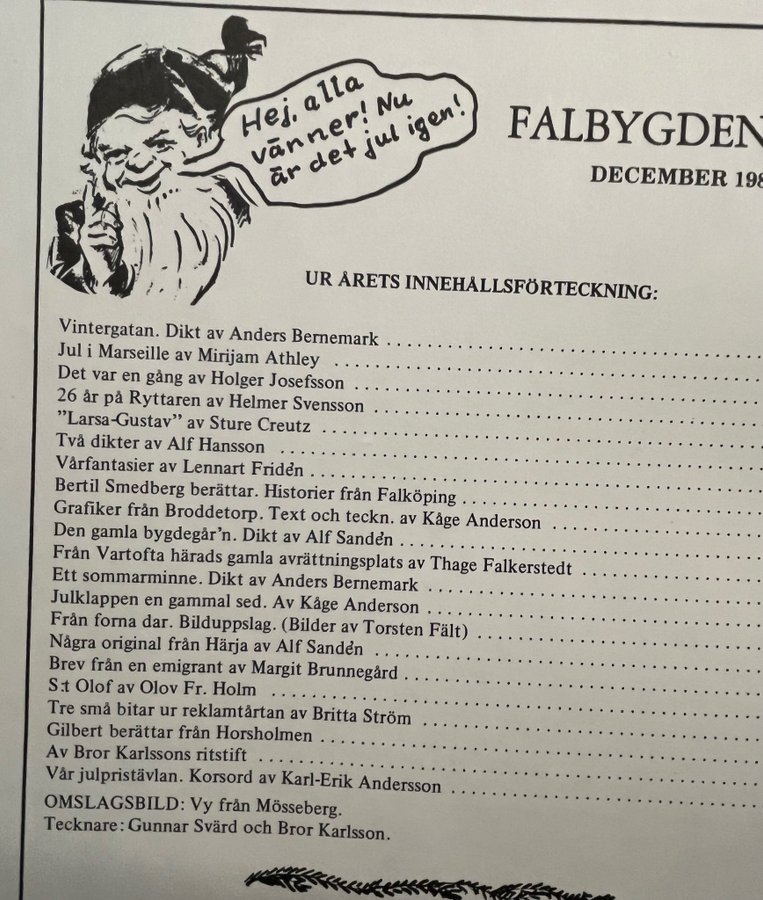 Hej, alla
vänner! Nu
är det jul igen!
FALBYGDEN
DECEMBER 198
UR ÅRETS INNEHÅLLSFÖRTECKNING:
Vintergatan. Dikt av Anders Bernemark
Jul i Marseille av Mirijam Athley
Det var en gång av Holger Josefsson
26 år på Ryttaren av Helmer Svensson
”Larsa-Gustav” av Sture Creutz
Två dikter av Alf Hansson
Vårfantasier av Lennart Fridén
Bertil Smedberg berättar. Historier från Falköping
Grafiker från Broddetorp. Text och teckn. av Kåge Anderson
Den gamla bygdegår'n. Dikt av Alf Sandén
Från Vartofta härads gamla avrättningsplats av Thage Falkerstedt
Ett sommarminne. Dikt av Anders Bernemark
Julklappen en gammal sed. Av Kåge Anderson
Från forna dar. Bilduppslag. (Bilder av Torsten Fält)
Några original från Härja av Alf Sandén
Brev från en emigrant av Margit Brunnegård
S:t Olof av Olov Fr. Holm
Tre små bitar ur reklamtårtan av Britta Ström
Gilbert berättar från Horsholmen
Av Bror Karlssons ritstift
Vår julpristävlan. Korsord av Karl-Erik Andersson
OMSLAGSBILD: Vy från Mösseberg.
Tecknare: Gunnar Svärd och Bror Karlsson.